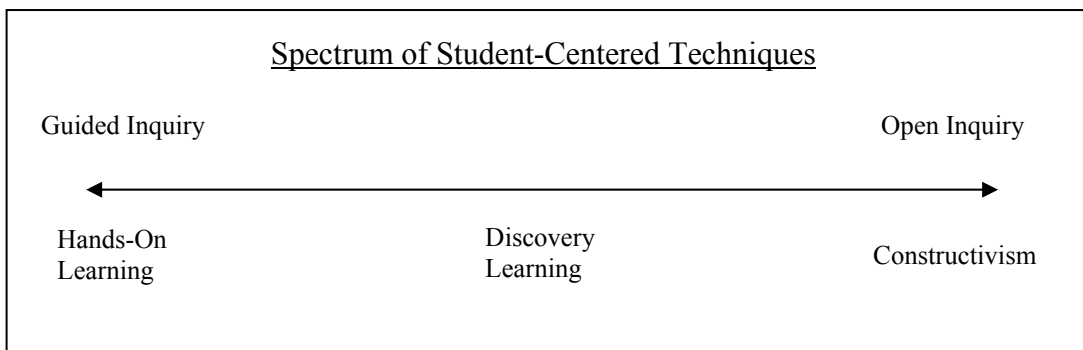 Spectrum of Student-Centered Techniques
Guided Inquiry
Open Inquiry
Hands-On
Learning
Discovery
Learning
Constructivism